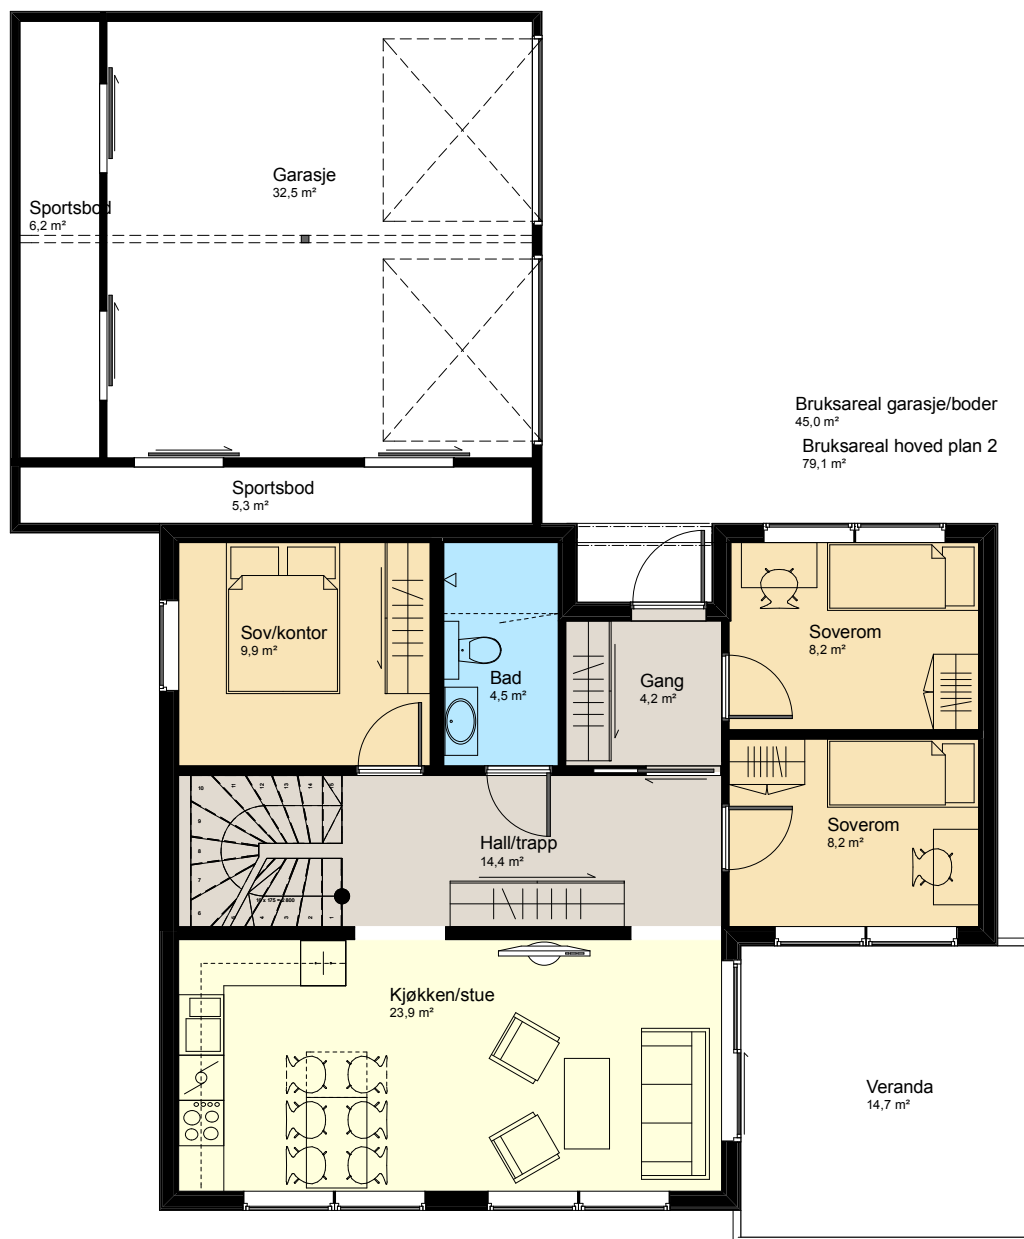 Garasje
32,5 m²
Sportsbod
6,2 m²
Bruksareal garasje/boder
45,0 m²
Bruksareal hoved plan 2
79,1 m²
Sportsbod
5,3 m²
Sov/kontor
9,9 m²
Bad
4,5 m²
Gang
4,2 m²
Soverom
8,2 m²
Soverom
8,2 m²
Hall/trapp
14,4 m²
Kjøkken/stue
23,9 m²
Veranda
14,7 m²